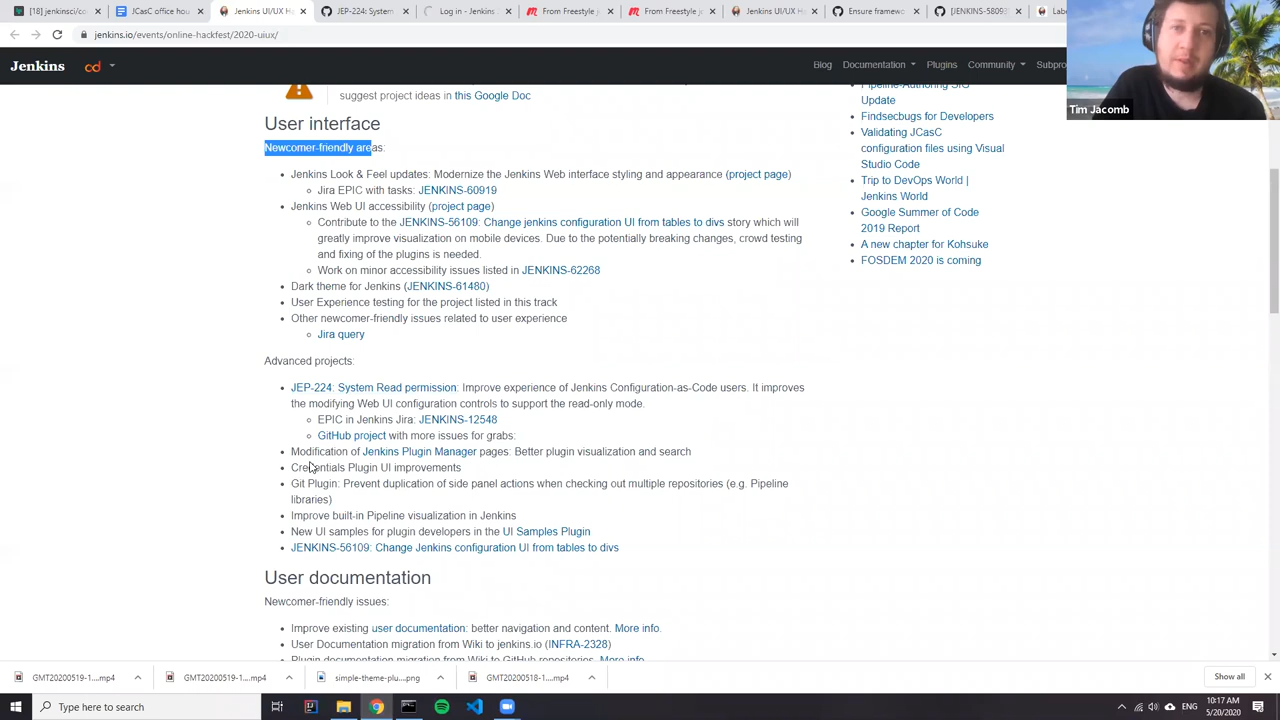 [18] jenkinsci/cc
JCasC office hou
Jenkins UI/UX H
JEP-224: System
Log in - Jenkins
From Freestyle jo
From Freestyle jo
Jenkins UI/UX H
Ensure framewo
[JENKINS-5809
Labe
jenkins.io/events/online-hackfest/2020-uiux/
Jenkins
cd
Blog
Documentation
Plugins
Community
Subpro
Tim Jacomb
suggest project ideas in this Google Doc
User interface
Newcomer-friendly areas:
Jenkins Look & Feel updates: Modernize the Jenkins Web interface styling and appearance (project page)
Jira EPIC with tasks: JENKINS-60919
Jenkins Web UI accessibility (project page)
Contribute to the JENKINS-56109: Change jenkins configuration UI from tables to divs story which will
greatly improve visualization on mobile devices. Due to the potentially breaking changes, crowd testing
and fixing of the plugins is needed.
Work on minor accessibility issues listed in JENKINS-62268
Dark theme for Jenkins (JENKINS-61480)
User Experience testing for the project listed in this track
Other newcomer-friendly issues related to user experience
Jira query
Advanced projects:
JEP-224: System Read permission: Improve experience of Jenkins Configuration-as-Code users. It improves
the modifying Web UI configuration controls to support the read-only mode.
EPIC in Jenkins Jira: JENKINS-12548
GitHub project with more issues for grabs:
Modification of Jenkins Plugin Manager pages: Better plugin visualization and search
Credentials Plugin UI improvements
Git Plugin: Prevent duplication of side panel actions when checking out multiple repositories (e.g. Pipeline
libraries)
Improve built-in Pipeline visualization in Jenkins
New UI samples for plugin developers in the UI Samples Plugin
JENKINS-56109: Change Jenkins configuration UI from tables to divs
User documentation
Newcomer-friendly issues:
Improve existing user documentation: better navigation and content. More info.
User Documentation migration from Wiki to jenkins.io (INFRA-2328)
Plugin documentation migration from Wiki to GitHub repositories. More info
Pipeline-Authoring SIG
Update
Findsecbugs for Developers
Validating JCasC
configuration files using Visual
Studio Code
Trip to DevOps World |
Jenkins World
Google Summer of Code
2019 Report
A new chapter for Kohsuke
FOSDEM 2020 is coming
GMT20200519-1....mp4
GMT20200519-1....mp4
simple-theme-plu....png
GMT20200518-1....mp4
Show all
Type here to search
10:17 AM
5/20/2020